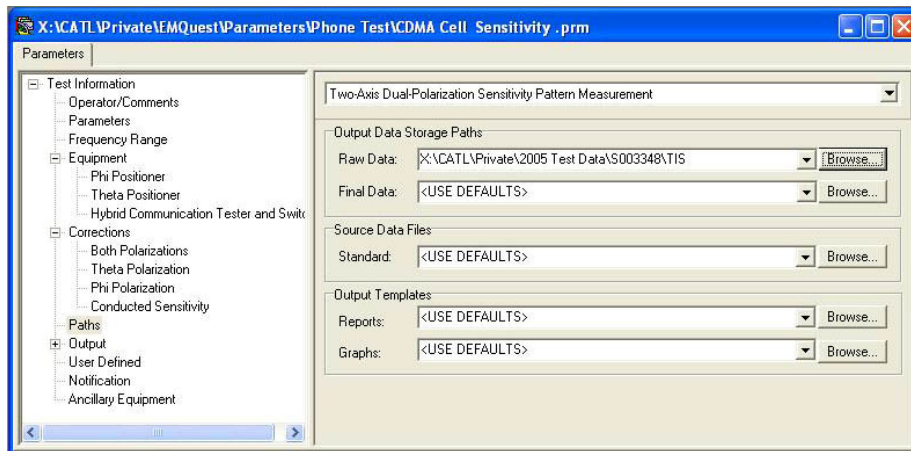 X:\CATL\Private\EMQuest\Parameters\Phone Test\CDMA Cell  Sensitivity .prm
Parameters
Test Information
Operator/Comments
Parameters
Frequency Range
Equipment
Phi Positioner
Theta Positioner
Hybrid Communication Tester and Switc
Corrections
Both Polarizations
Theta Polarization
Phi Polarization
Conducted Sensitivity
Paths
Output
User Defined
Notification
Ancillary Equipment
Two-Axis Dual-Polarization Sensitivity Pattern Measurement
Output Data Storage Paths
Raw Data: X:\CATL\Private\2005 Test Data\S003348\TIS Browse...
Final Data: <USE DEFAULTS> Browse...
Source Data Files
Standard: <USE DEFAULTS> Browse...
Output Templates
Reports: <USE DEFAULTS> Browse...
Graphs: <USE DEFAULTS> Browse...